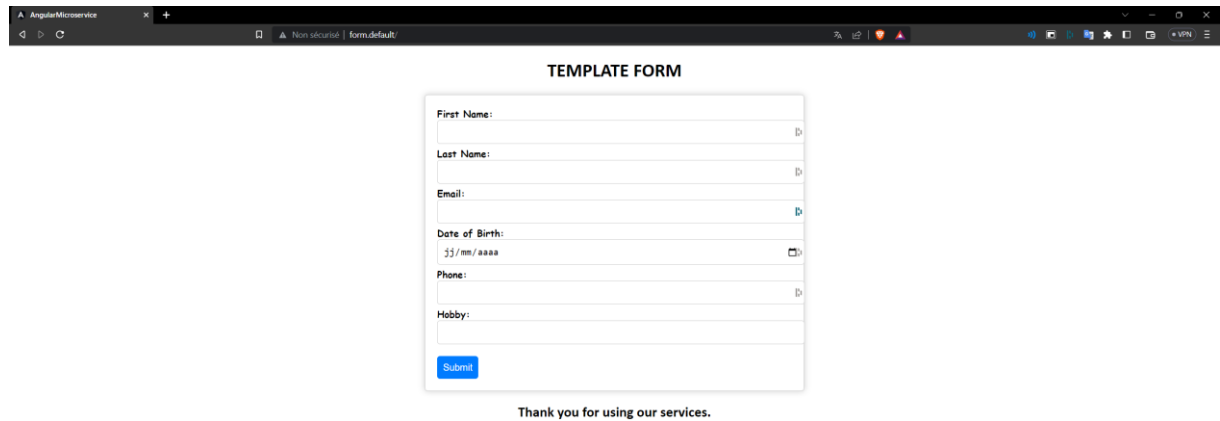 AngularMicroservice
Non sécurisé | form.default/
VPN
TEMPLATE FORM
First Name:
Last Name:
Email:
Date of Birth:
jj/mm/aaaa
Phone:
Hobby:
Submit
Thank you for using our services.